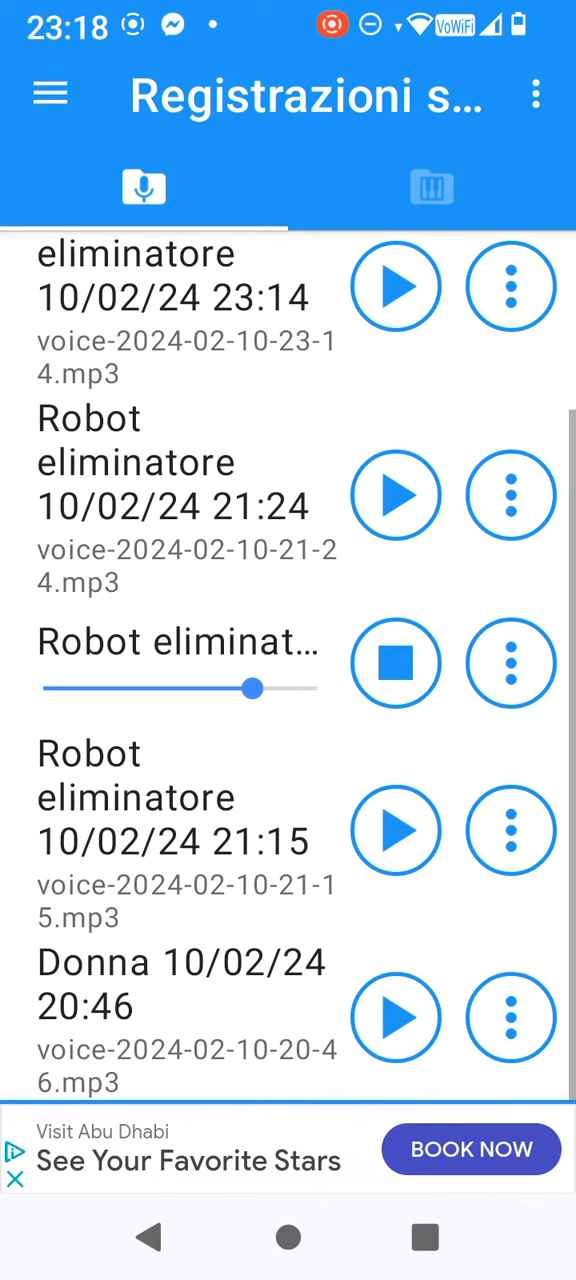 23:18
VoWiFi
Registrazioni s...
eliminatore
10/02/24 23:14
voice-2024-02-10-23-1
4.mp3
Robot
eliminatore
10/02/24 21:24
voice-2024-02-10-21-2
4.mp3
Robot eliminat...
Robot
eliminatore
10/02/24 21:15
voice-2024-02-10-21-1
5.mp3
Donna 10/02/24
20:46
voice-2024-02-10-20-4
6.mp3
Visit Abu Dhabi
See Your Favorite Stars
BOOK NOW